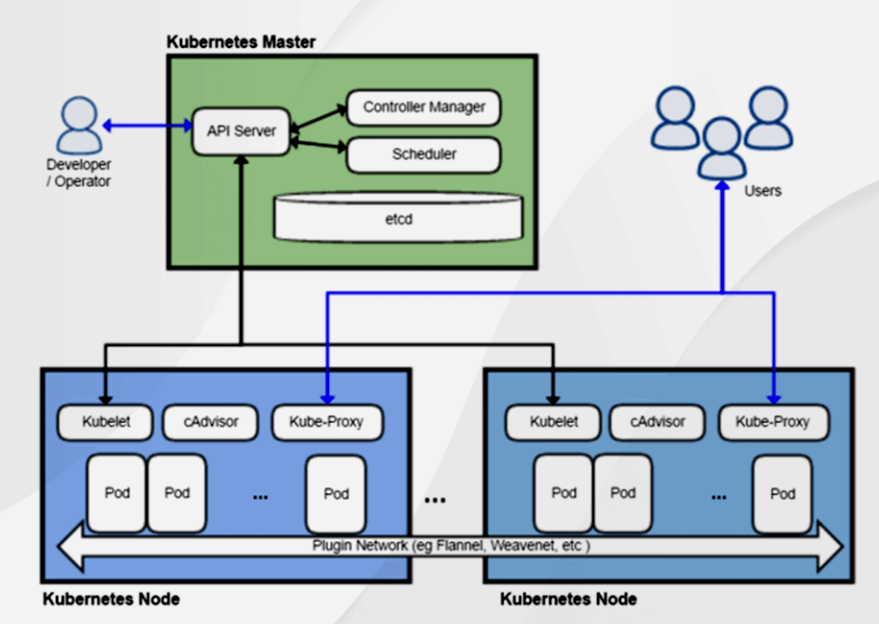 Kubernetes Master
API Server
Controller Manager
Scheduler
etcd
Developer
/ Operator
Users
Kubelet
cAdvisor
Kube-Proxy
Pod
Pod
...
Pod
...
Kubelet
cAdvisor
Kube-Proxy
Pod
Pod
...
Pod
Plugin Network (eg Flannel, Weavenet, etc )
Kubernetes Node
Kubernetes Node